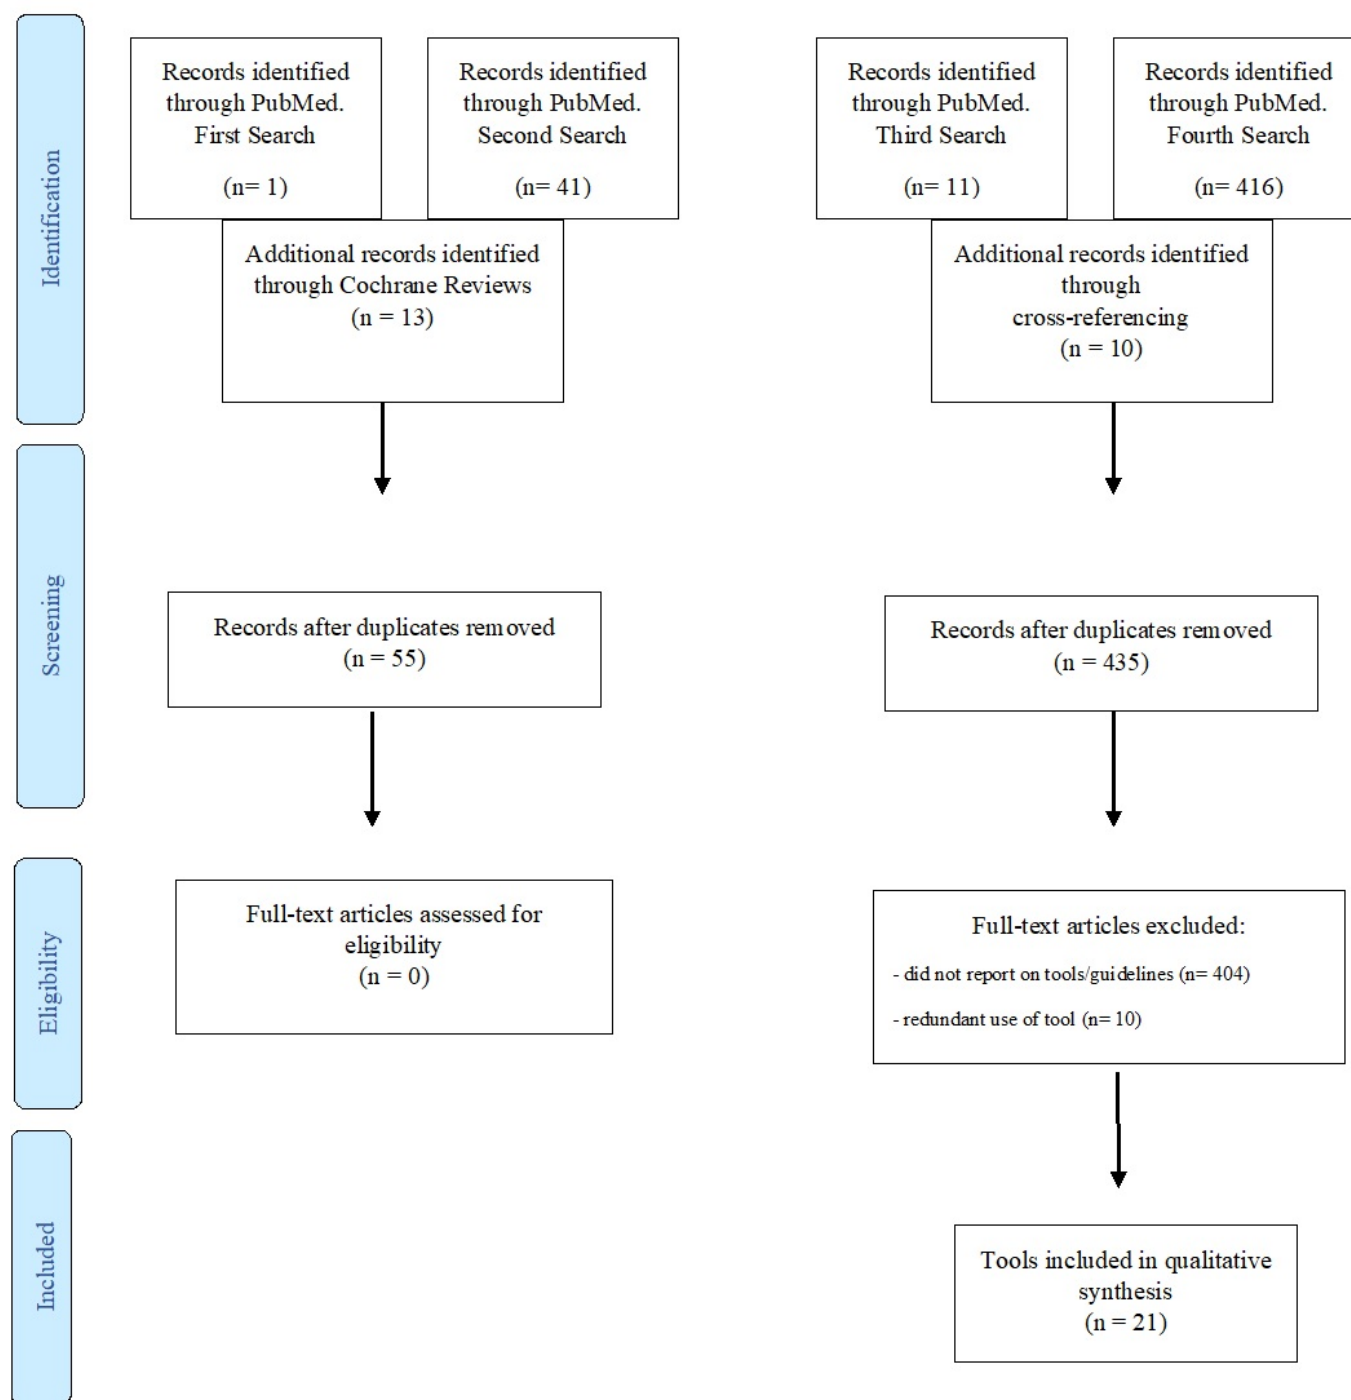 Identification
Records identified
through PubMed.
First Search
(n= 1)
Records identified
through PubMed.
Second Search
(n= 41)
Records identified
through PubMed.
Third Search
(n= 11)
Records identified
through PubMed.
Fourth Search
(n= 416)
Additional records identified
through Cochrane Reviews
(n = 13)
Additional records identified
through
cross-referencing
(n = 10)
Screening
Records after duplicates removed
(n = 55)
Records after duplicates removed
(n = 435)
Eligibility
Full-text articles assessed for
eligibility
(n = 0)
Full-text articles excluded:
- did not report on tools/guidelines (n= 404)
- redundant use of tool (n= 10)
Included
Tools included in qualitative
synthesis
(n = 21)